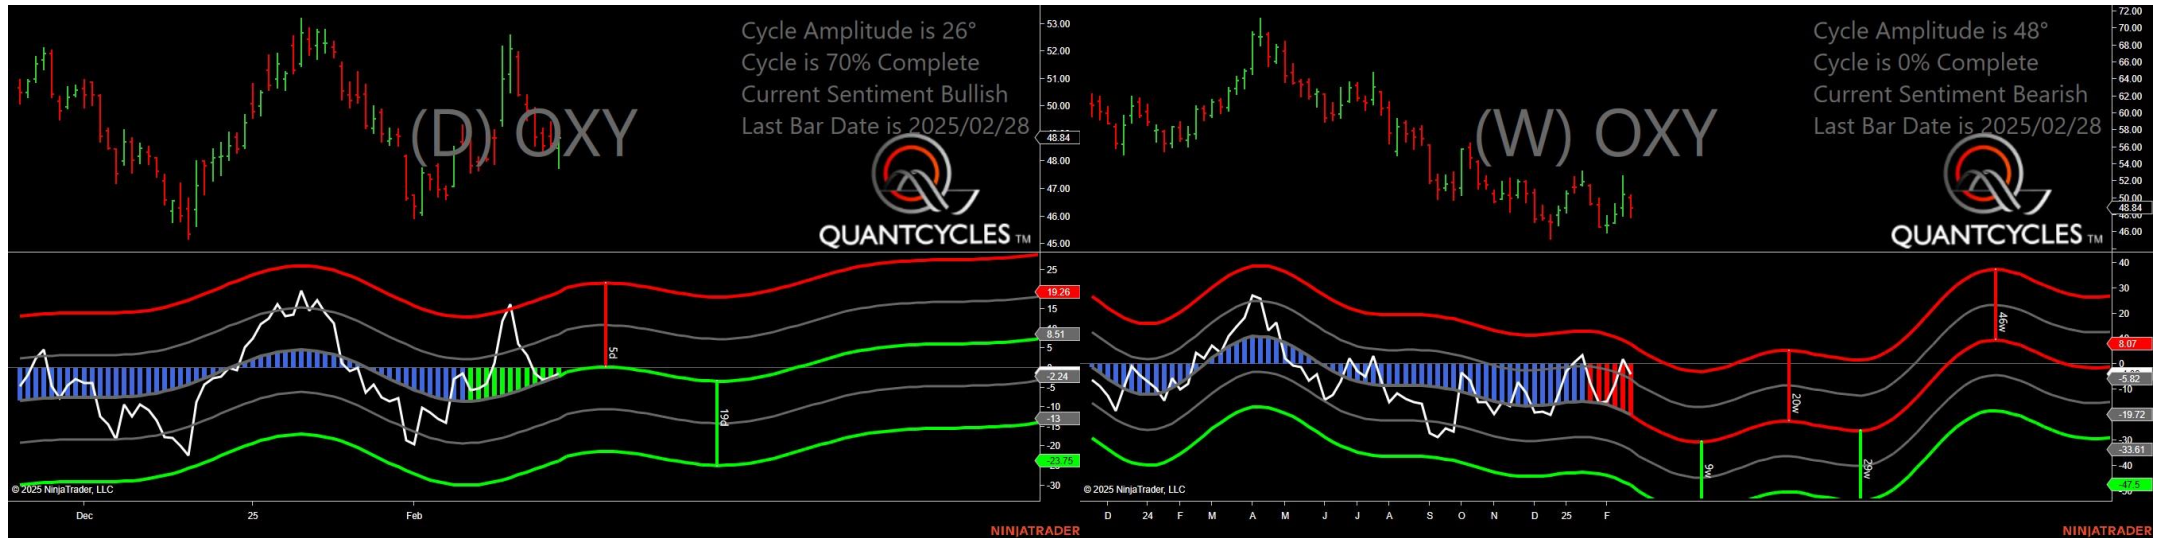 Cycle Amplitude is 26°
Cycle is 70% Complete
Current Sentiment Bullish
Last Bar Date is 2025/02/28
(D) OXY
QUANTCYCLES TM
53.00
52.00
51.00
50.00
48.84
48.00
47.00
46.00
45.00
25
19.26
15
8.51
5
-2.24
-5
-10
-13
-15
-20
-23.75
-30
5d
19d
© 2025 NinjaTrader, LLC
Dec
25
Feb
NINJATRADER
Cycle Amplitude is 48°
Cycle is 0% Complete
Current Sentiment Bearish
Last Bar Date is 2025/02/28
(W) OXY
QUANTCYCLES TM
72.00
70.00
68.00
66.00
64.00
62.00
60.00
58.00
56.00
54.00
52.00
50.00
48.84
48.00
46.00
40
30
20
8.07
0
-5.82
-10
-19.72
-30
-33.61
-40
-47.5
9w
20w
29w
46w
© 2025 NinjaTrader, LLC
D
24
F
M
A
M
J
J
A
S
O
N
D
25
F
NINJATRADER